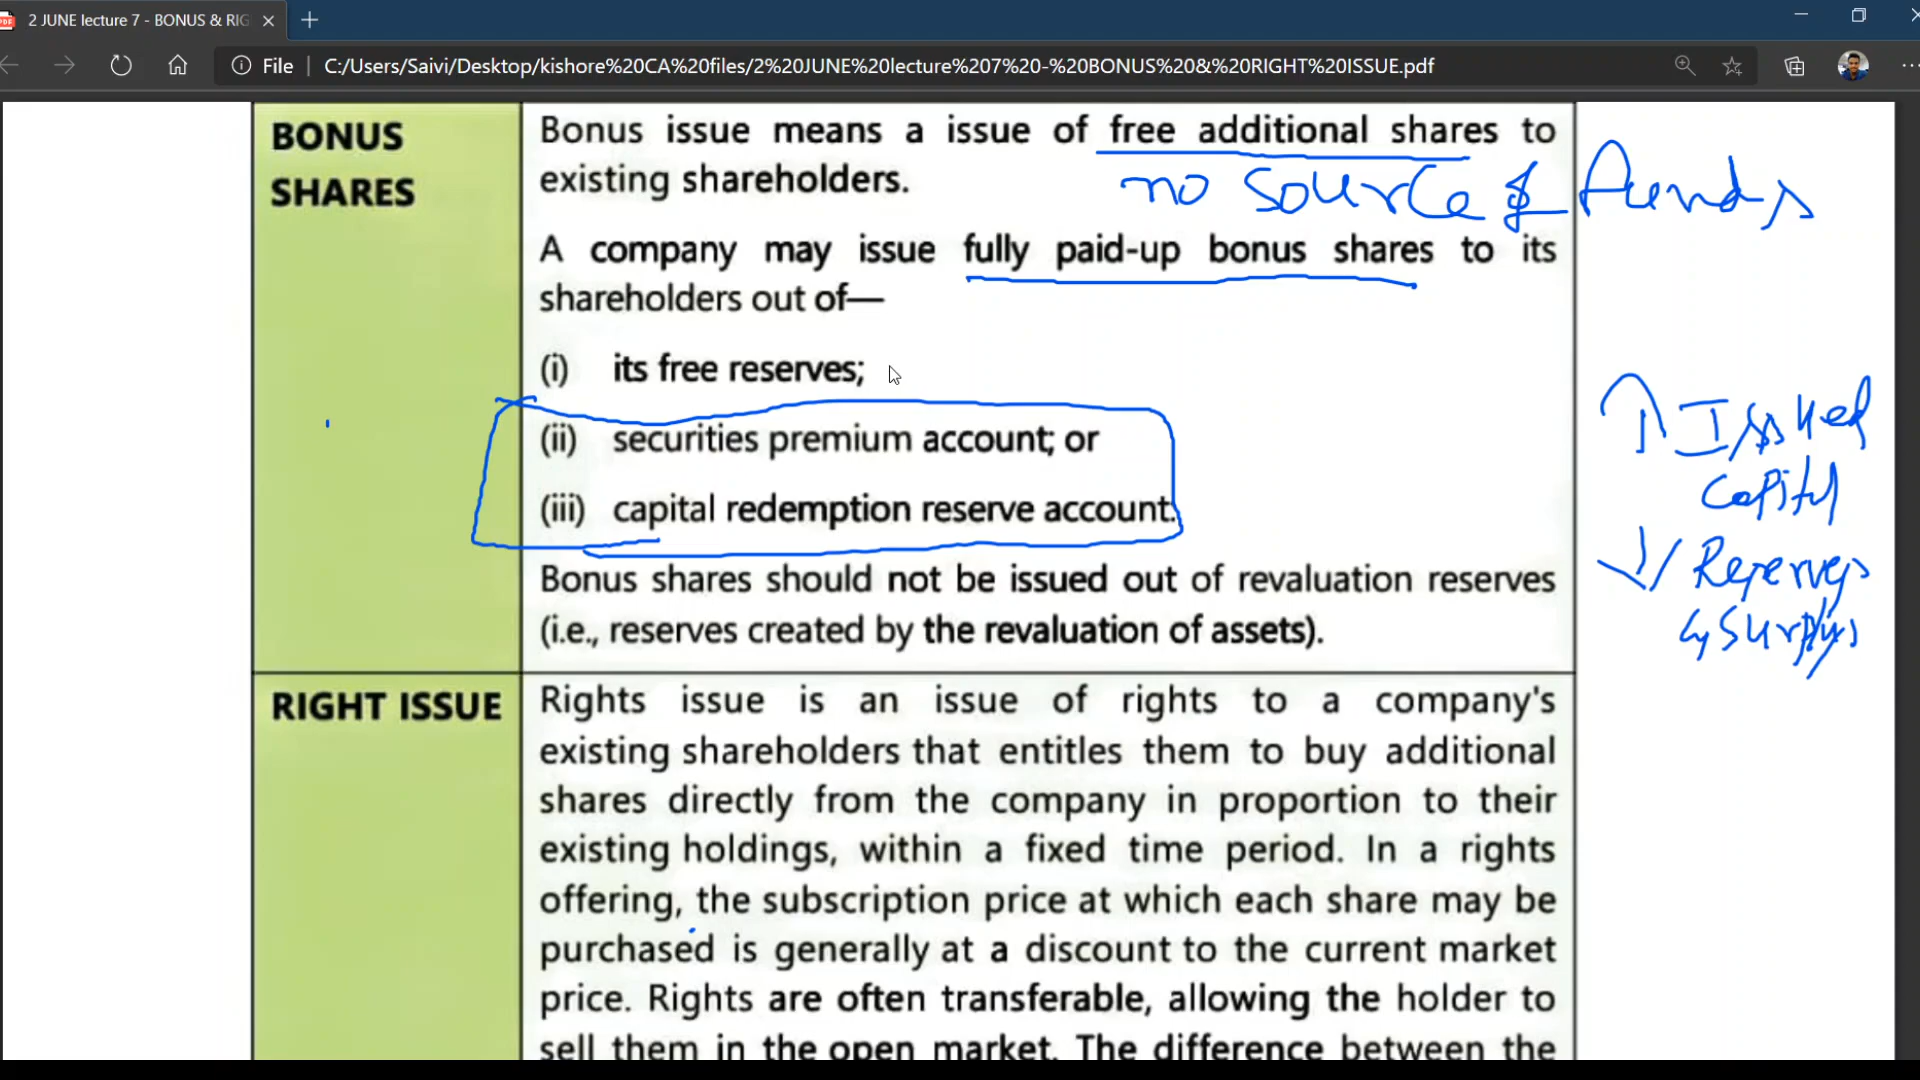 2 JUNE lecture 7 - BONUS & RIG
File
C:/Users/Saivi/Desktop/kishore%20CA%20files/2%20JUNE%20lecture%207%20-%20BONUS%20&%20RIGHT%20ISSUE.pdf
BONUS
SHARES
Bonus issue means a issue of free additional shares to
existing shareholders.
no source of funds
A company may issue fully paid-up bonus shares to its
shareholders out of—
(i) its free reserves;
(ii) securities premium account; or
(iii) capital redemption reserve account.
Bonus shares should not be issued out of revaluation reserves
(i.e., reserves created by the revaluation of assets).
↑ Issued
capital
↓ Reserves
& Surplus
RIGHT ISSUE
Rights issue is an issue of rights to a company's
existing shareholders that entitles them to buy additional
shares directly from the company in proportion to their
existing holdings, within a fixed time period. In a rights
offering, the subscription price at which each share may be
purchased is generally at a discount to the current market
price. Rights are often transferable, allowing the holder to
sell them in the open market. The difference between the